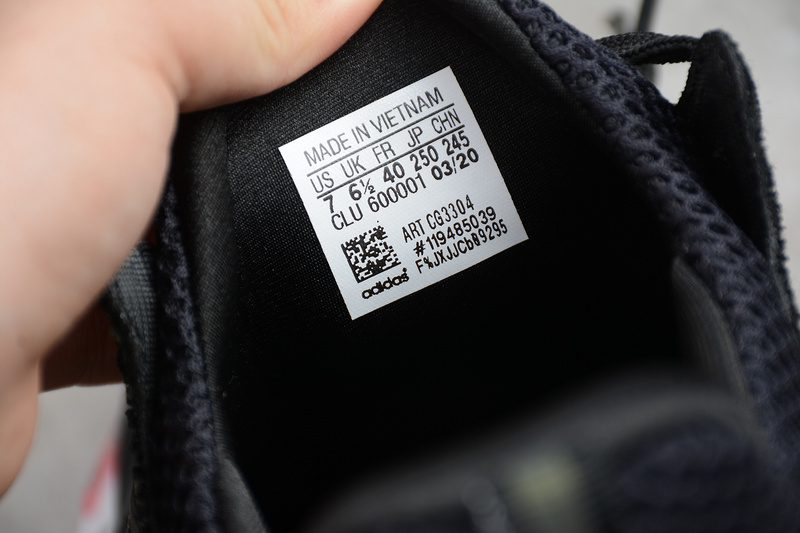 MADE IN VIETNAM
US UK FR JP CHN
7 6½ 40 250 245
CLU 600001 03/20
ART CG3304
#119485039
F%JXJJCb89295
adidas